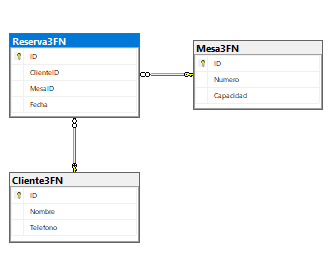 Reserva3FN
ID
ClienteID
MesaID
Fecha
Mesa3FN
ID
Numero
Capacidad
Cliente3FN
ID
Nombre
Telefono